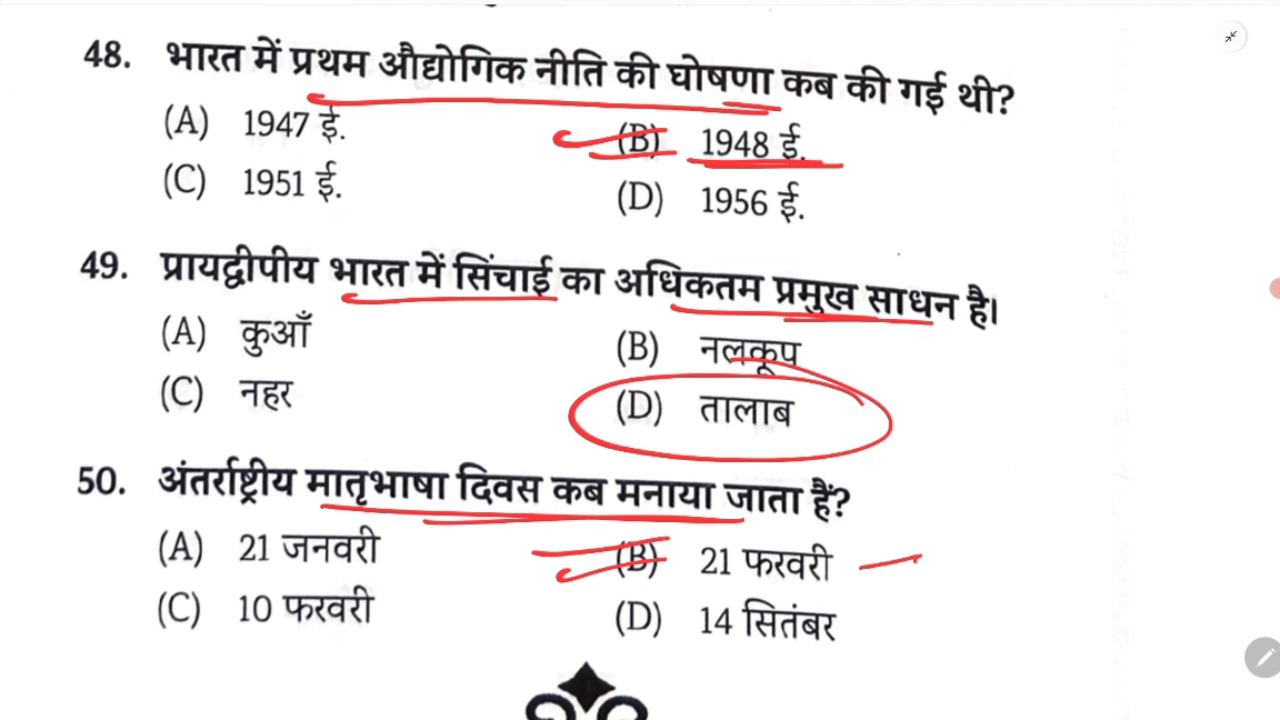 48. भारत में प्रथम औद्योगिक नीति की घोषणा कब की गई थी?
(A) 1947 ई. (B) 1948 ई.
(C) 1951 ई. (D) 1956 ई.
49. प्रायद्वीपीय भारत में सिंचाई का अधिकतम प्रमुख साधन है।
(A) कुआँ (B) नलकूप
(C) नहर (D) तालाब
50. अंतर्राष्ट्रीय मातृभाषा दिवस कब मनाया जाता हैं?
(A) 21 जनवरी (B) 21 फरवरी
(C) 10 फरवरी (D) 14 सितंबर